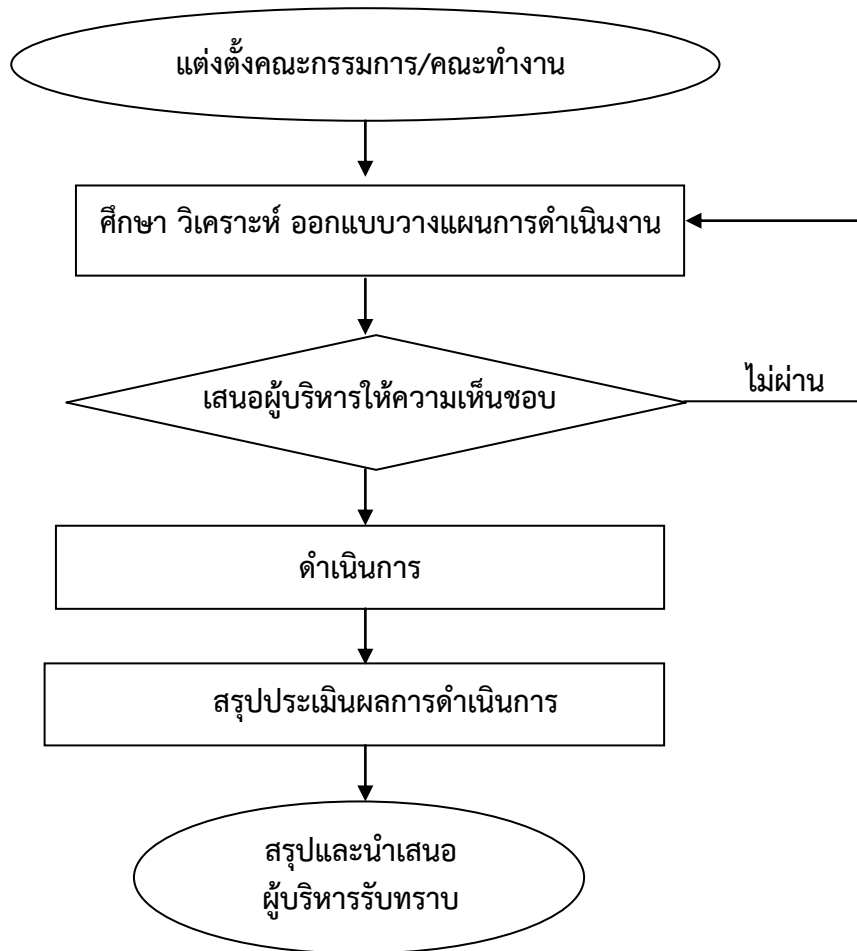 แต่งตั้งคณะกรรมการ/คณะทำงาน
ศึกษา วิเคราะห์ ออกแบบวางแผนการดำเนินงาน
เสนอผู้บริหารให้ความเห็นชอบ
ไม่ผ่าน
ดำเนินการ
สรุปประเมินผลการดำเนินการ
สรุปและนำเสนอ
ผู้บริหารรับทราบ